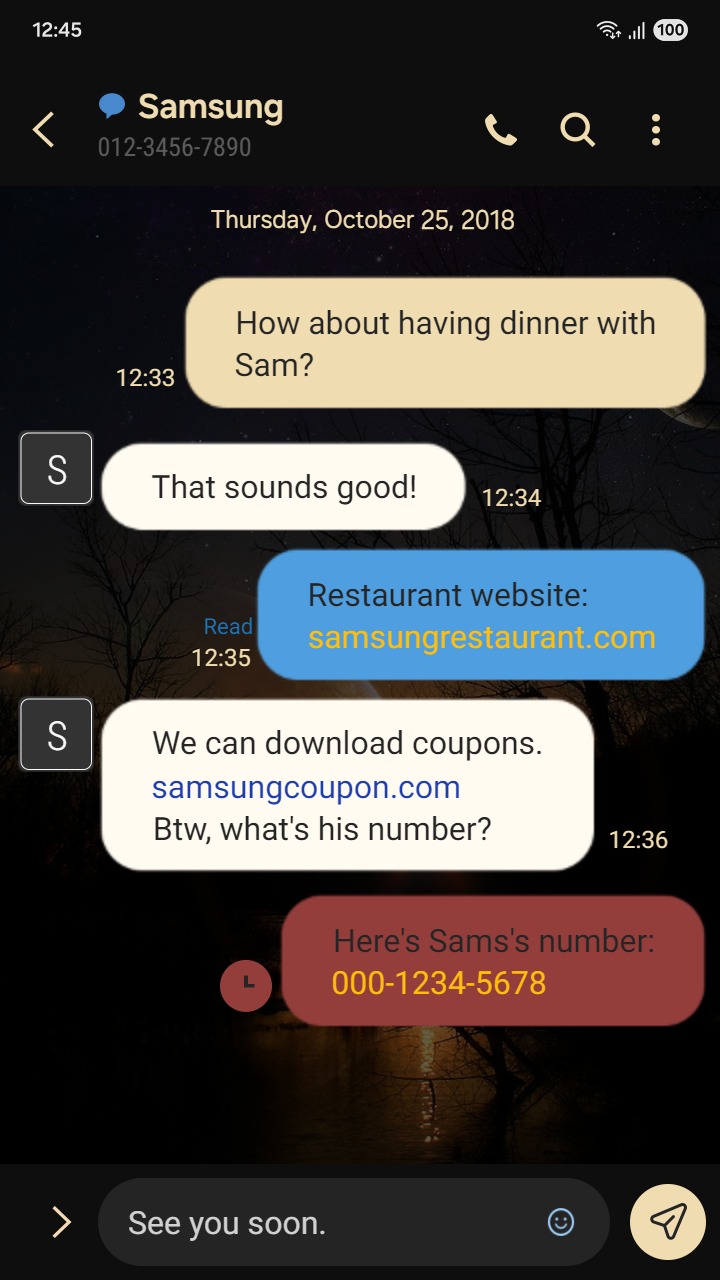 12:45
100
Samsung
012-3456-7890
Thursday, October 25, 2018
How about having dinner with
Sam?
12:33
S
That sounds good!
12:34
Restaurant website:
samsungrestaurant.com
Read
12:35
S
We can download coupons.
samsungcoupon.com
Btw, what's his number?
12:36
Here's Sams's number:
000-1234-5678
See you soon.